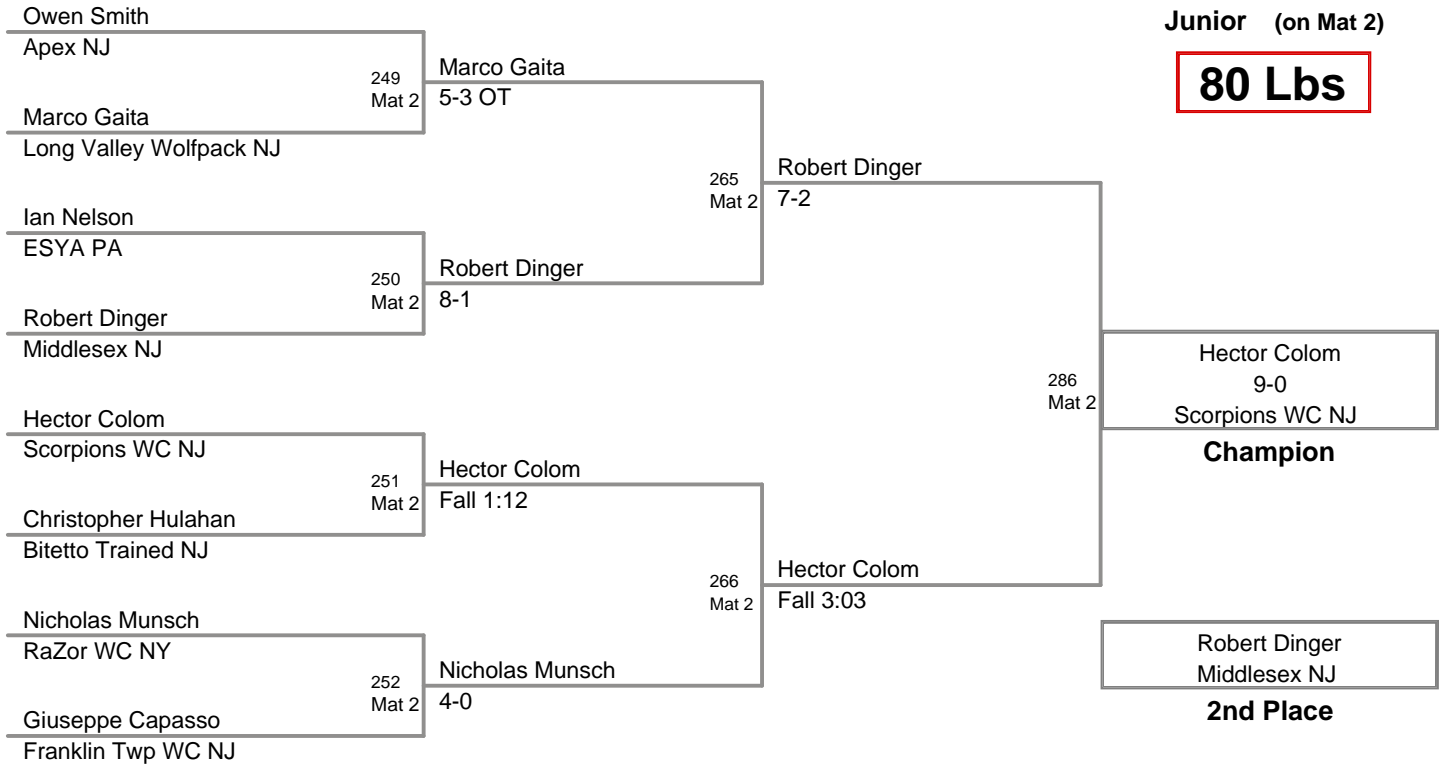 Junior (on Mat 2)
80 Lbs
Owen Smith
Apex NJ
249
Mat 2
Marco Gaita
5-3 OT
Marco Gaita
Long Valley Wolfpack NJ
265
Mat 2
Robert Dinger
7-2
Ian Nelson
ESYA PA
250
Mat 2
Robert Dinger
8-1
Robert Dinger
Middlesex NJ
286
Mat 2
Hector Colom
9-0
Scorpions WC NJ
Champion
Hector Colom
Scorpions WC NJ
251
Mat 2
Hector Colom
Fall 1:12
Christopher Hulahan
Bitetto Trained NJ
266
Mat 2
Hector Colom
Fall 3:03
Nicholas Munsch
RaZor WC NY
252
Mat 2
Nicholas Munsch
4-0
Giuseppe Capasso
Franklin Twp WC NJ
Robert Dinger
Middlesex NJ
2nd Place